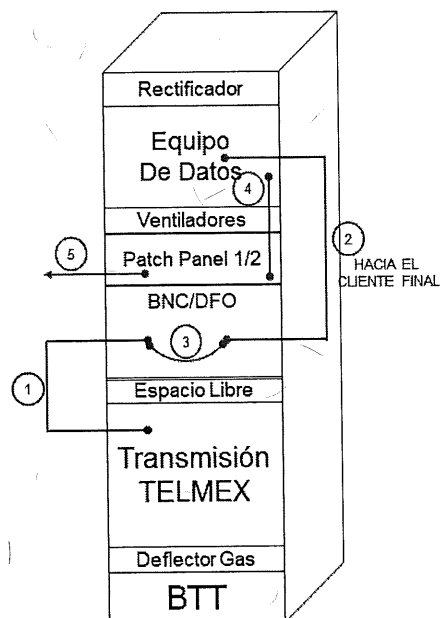 Rectificador
Equipo
De Datos
4
Ventiladores
2
5
Patch Panel 1/2
HACIA EL
CLIENTE FINAL
BNC/DFO
3
1
Espacio Libre
Transmisión
TELMEX
Deflector Gas
BTT